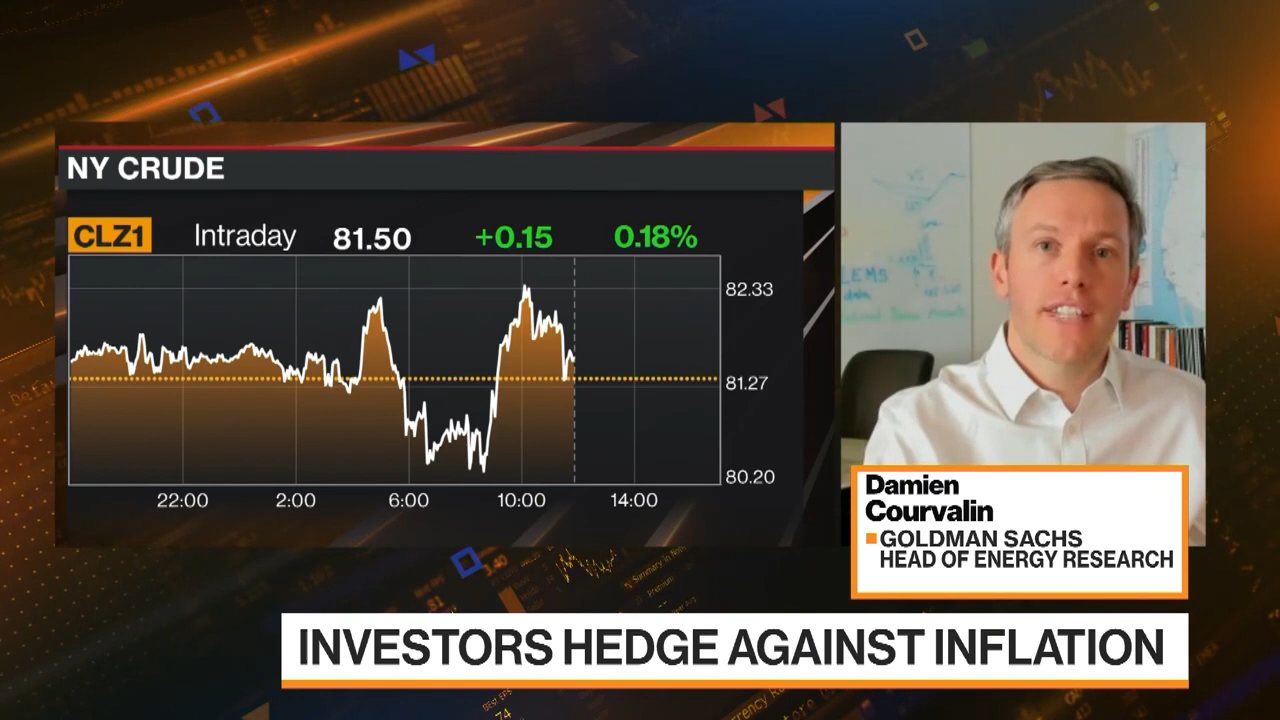 NY CRUDE
CLZ1 Intraday 81.50 +0.15 0.18%
82.33
81.27
80.20
22:00 2:00 6:00 10:00 14:00
LEMS
Damien
Courvalin
GOLDMAN SACHS
HEAD OF ENERGY RESEARCH
INVESTORS HEDGE AGAINST INFLATION